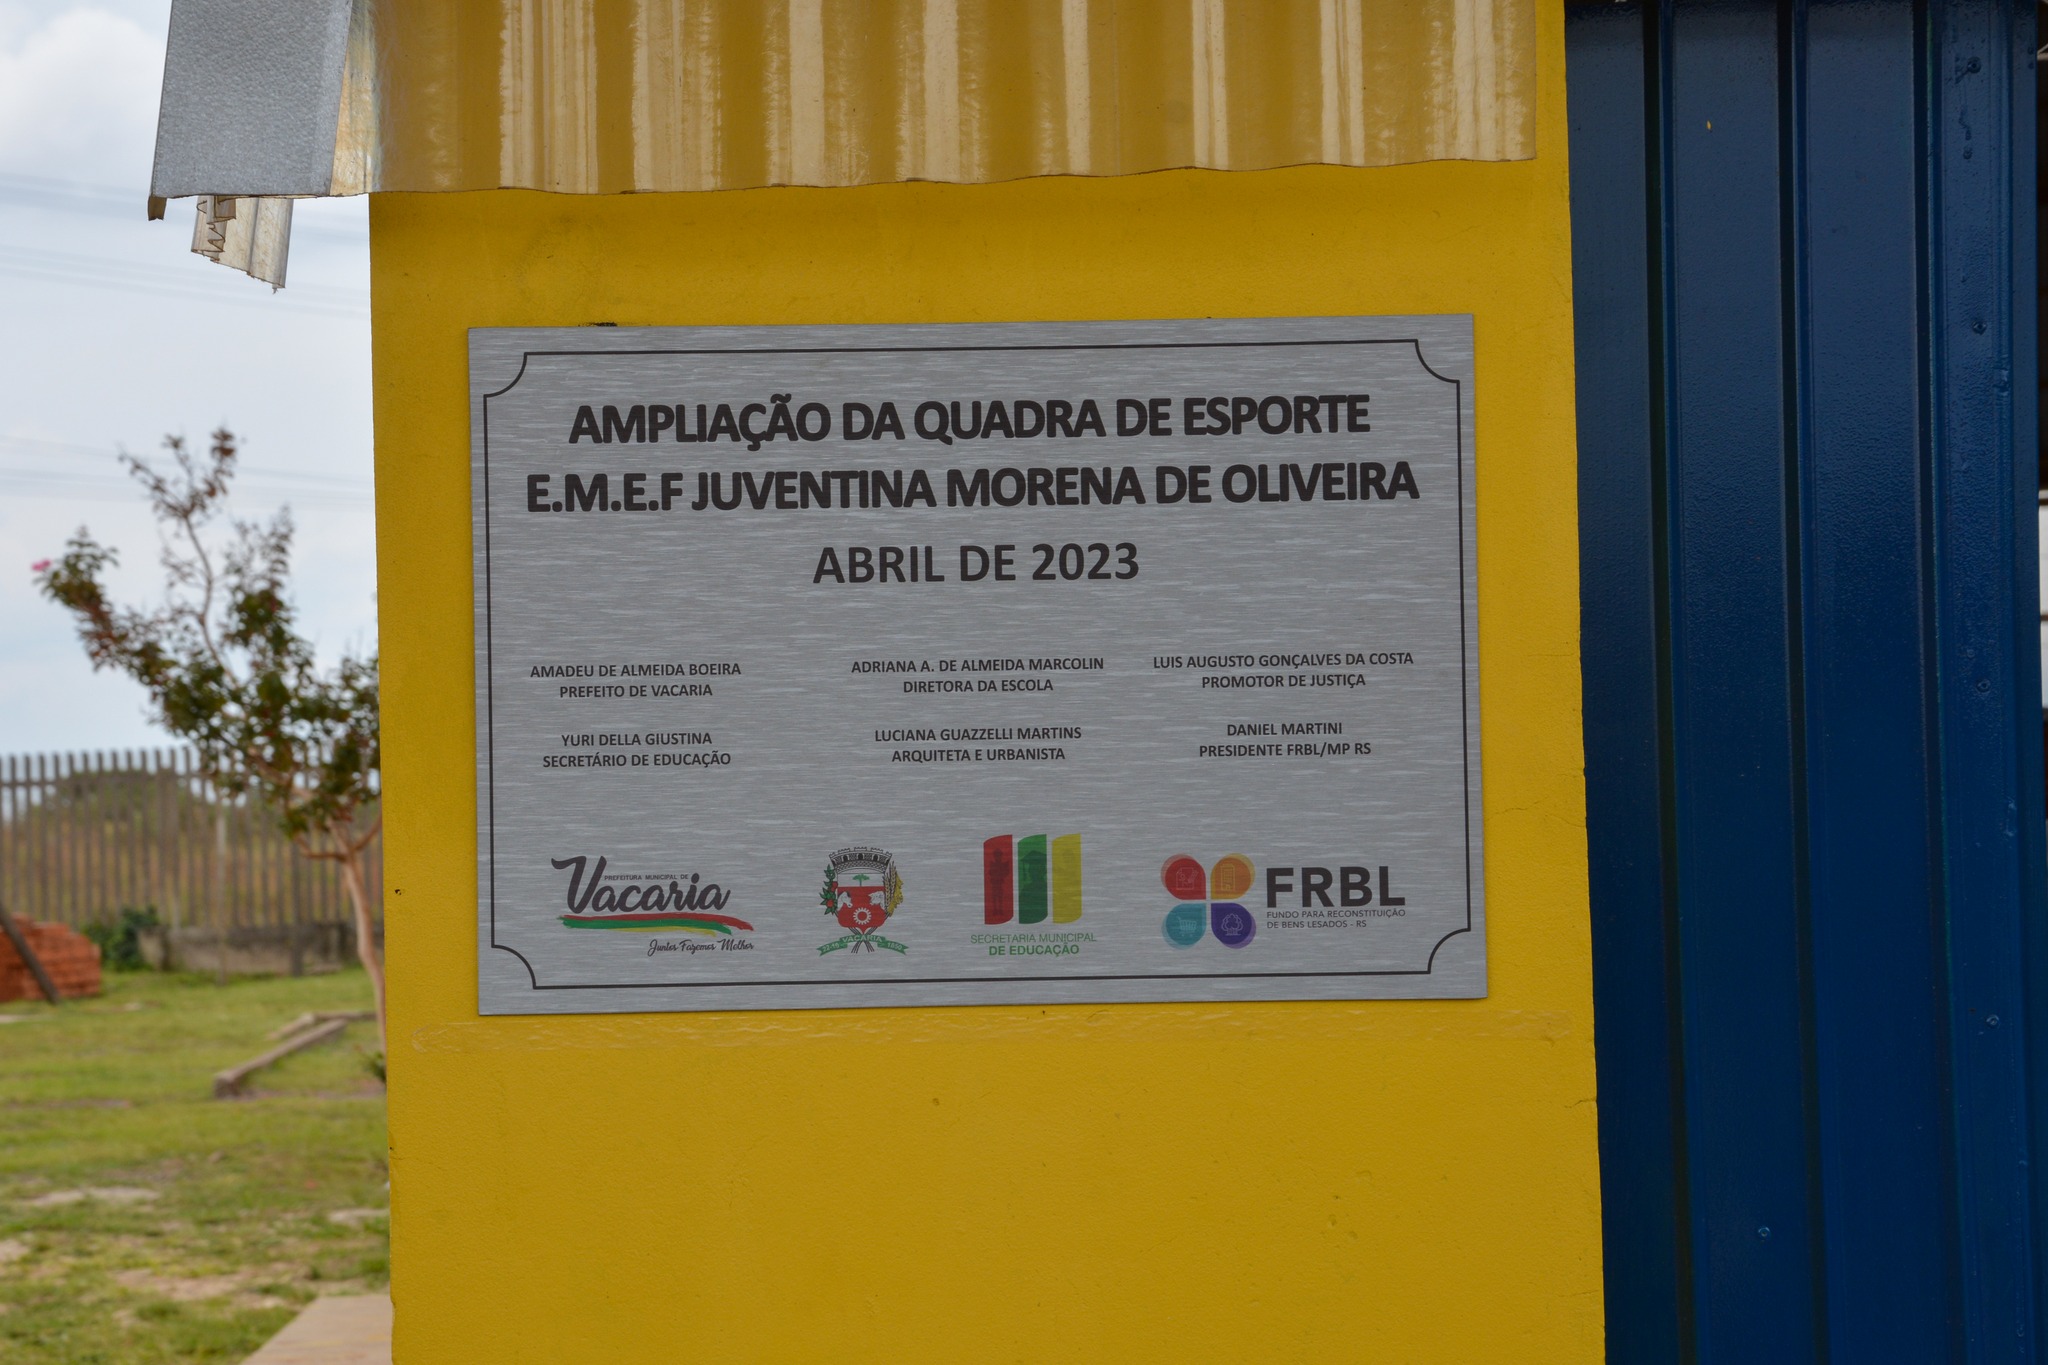 AMPLIAÇÃO DA QUADRA DE ESPORTE
E.M.E.F JUVENTINA MORENA DE OLIVEIRA
ABRIL DE 2023
AMADEU DE ALMEIDA BOEIRA
PREFEITO DE VACARIA
ADRIANA A. DE ALMEIDA MARCOLIN
DIRETORA DA ESCOLA
LUIS AUGUSTO GONÇALVES DA COSTA
PROMOTOR DE JUSTIÇA
YURI DELLA GIUSTINA
SECRETÁRIO DE EDUCAÇÃO
LUCIANA GUAZZELLI MARTINS
ARQUITETA E URBANISTA
DANIEL MARTINI
PRESIDENTE FRBL/MP RS
PREFEITURA MUNICIPAL DE
Vacaria
Juntos Fazemos Melhor
VACARIA
1850
SECRETARIA MUNICIPAL
DE EDUCAÇÃO
FRBL
FUNDO PARA RECONSTITUIÇÃO
DE BENS LESADOS - RS